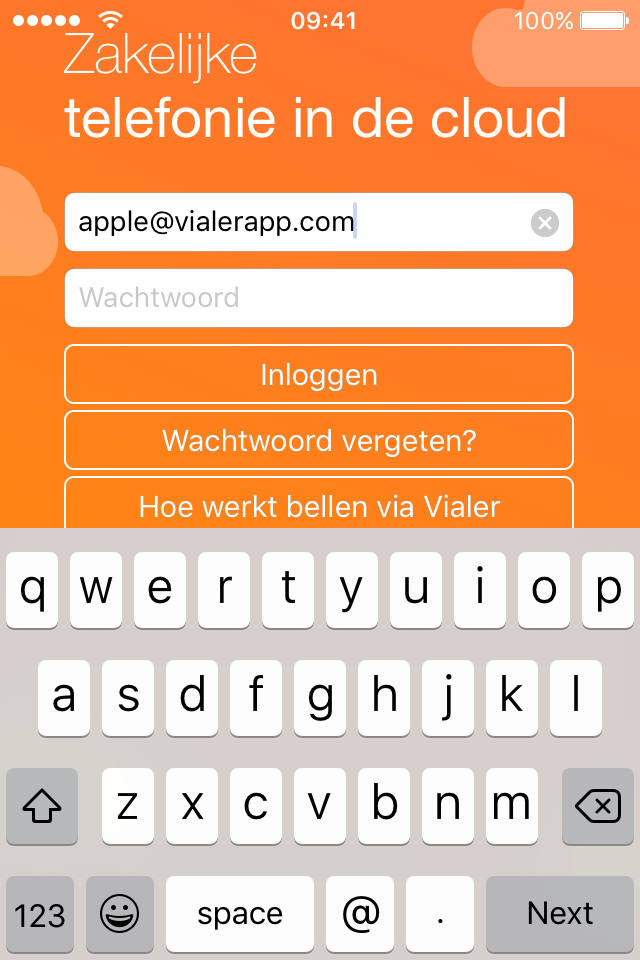 09:41 100%
Zakelijke
telefonie in de cloud
apple@vialerapp.com
Wachtwoord
Inloggen
Wachtwoord vergeten?
Hoe werkt bellen via Vialer
q w e r t y u i o p
a s d f g h j k l
z x c v b n m
123 space @ . Next